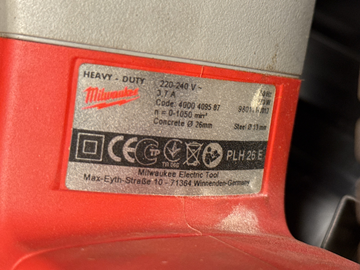 HEAVY - DUTY
Milwaukee
220-240 V ~
3,7 A
Code: 4000 4095 87
n = 0-1050 min⁻¹
Concrete Ø 26mm
Steel Ø 13 mm
PLH 26 E
Milwaukee Electric Tool
Max-Eyth-Straße 10 - 71364 Winnenden-Germany